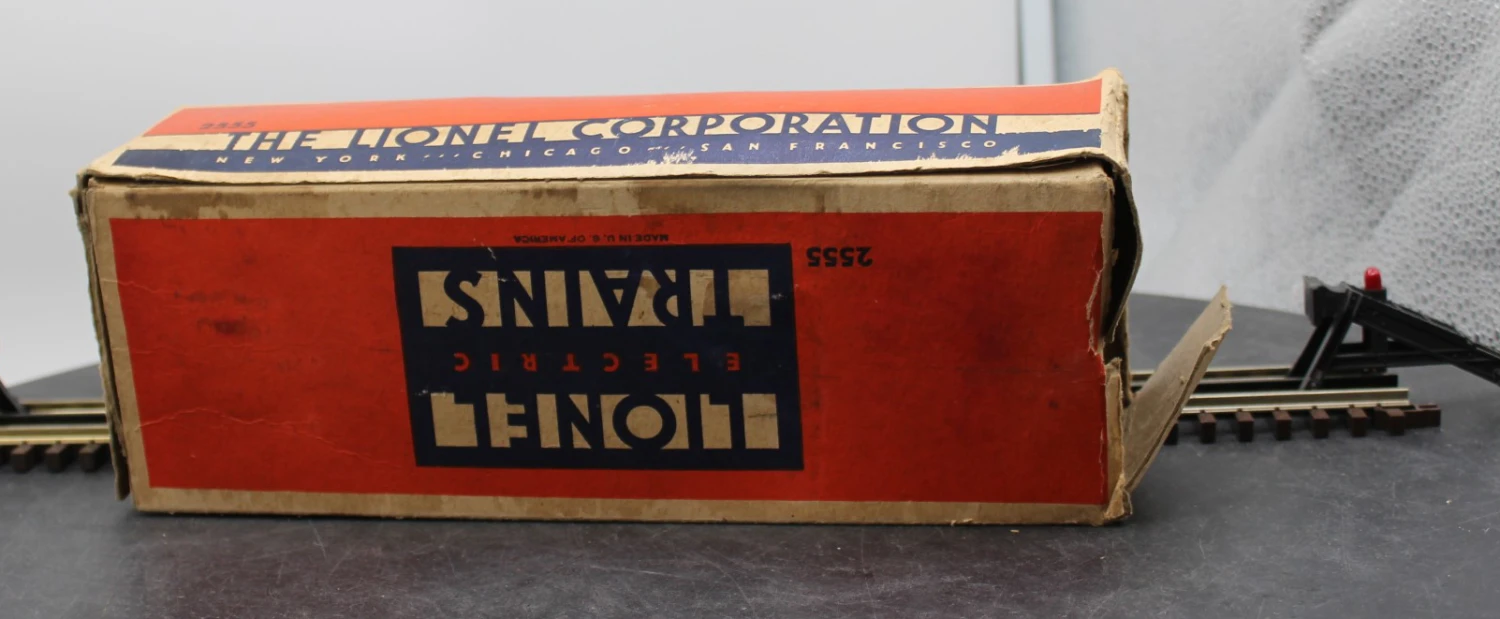 2555
THE LIONEL CORPORATION
NEW YORK CHICAGO SAN FRANCISCO
MADE IN U. S. OF AMERICA
2555
LIONEL
ELECTRIC
TRAINS